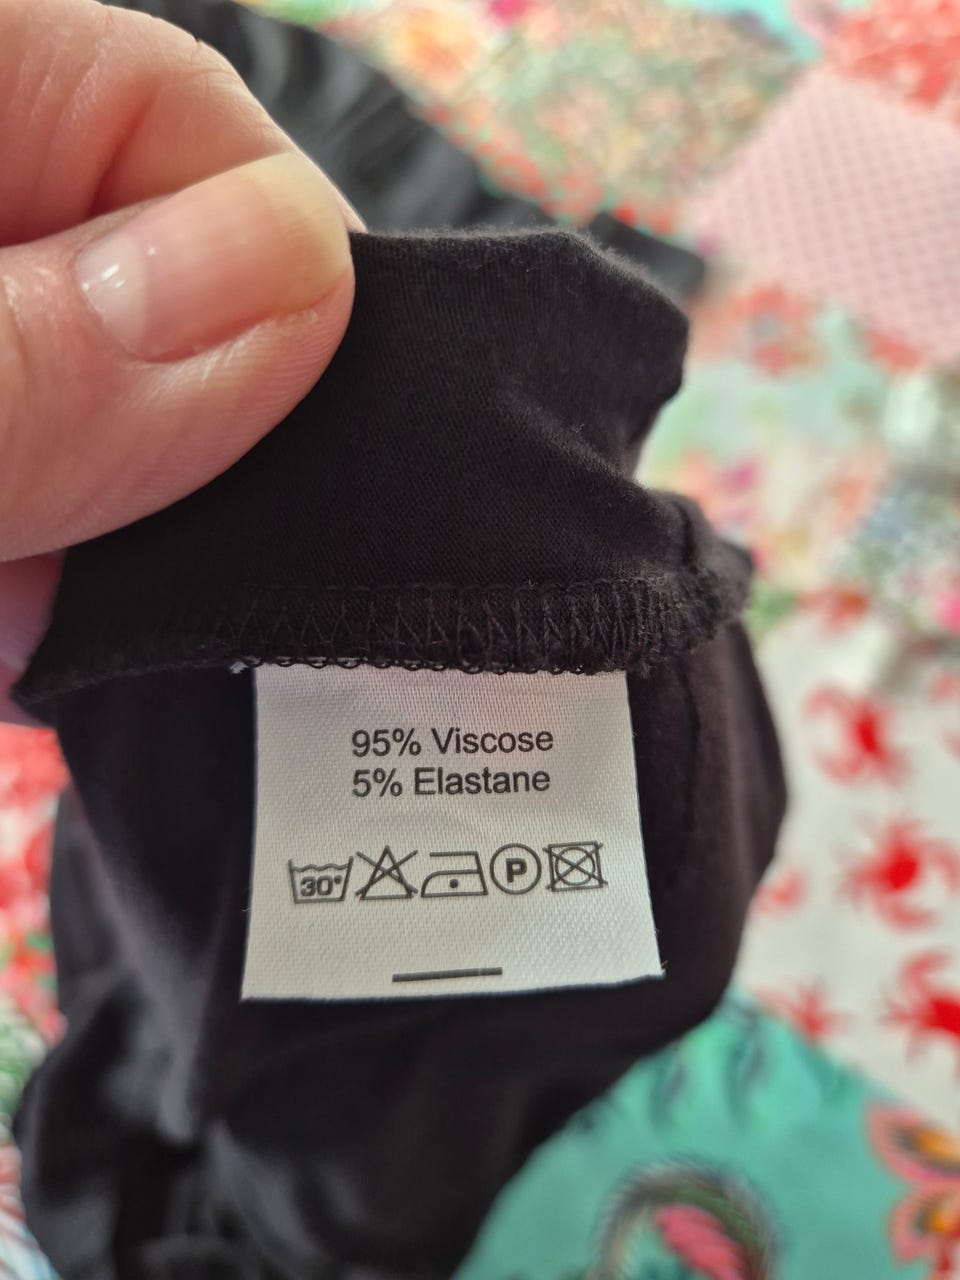 95% Viscose
5% Elastane
30° P